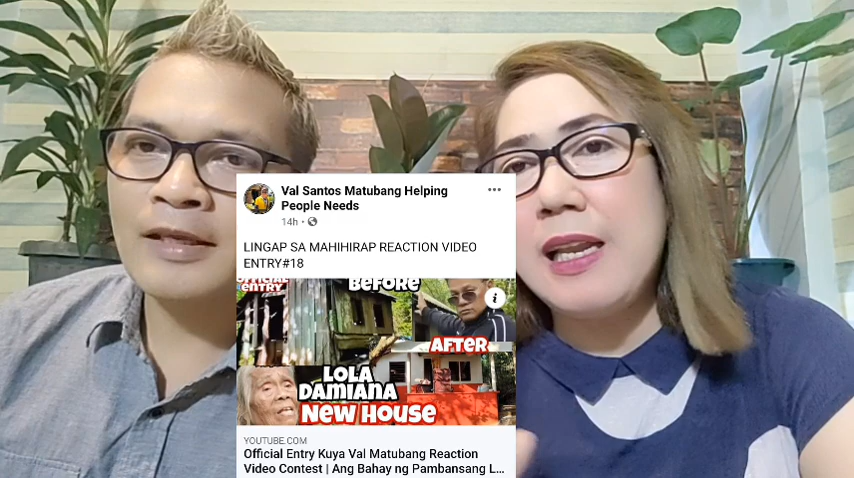 Val Santos Matubang Helping
People Needs
14h
LINGAP SA MAHIHIRAP REACTION VIDEO
ENTRY#18
OFFICIAL
ENTRY
BEFORE
AFTER
LOLA
DAMIANA
NEW HOUSE
YOUTUBE.COM
Official Entry Kuya Val Matubang Reaction
Video Contest | Ang Bahay ng Pambansang L...